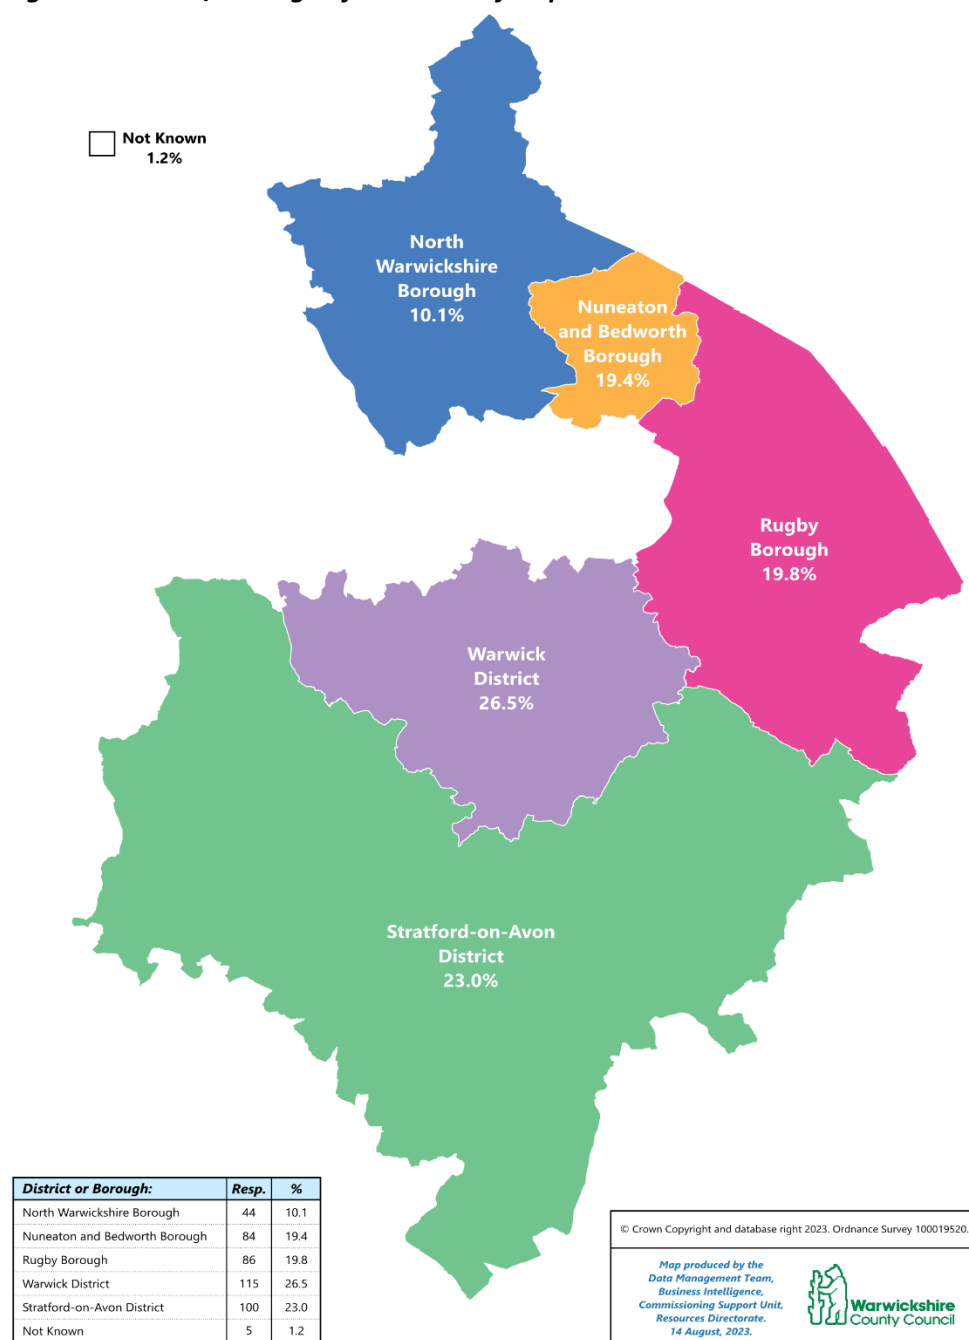 Not Known
1.2%
North
Warwickshire
Borough
10.1%
Nuneaton
and Bedworth
Borough
19.4%
Rugby
Borough
19.8%
Warwick
District
26.5%
Stratford-on-Avon
District
23.0%
District or Borough: Resp. %
North Warwickshire Borough 44 10.1
Nuneaton and Bedworth Borough 84 19.4
Rugby Borough 86 19.8
Warwick District 115 26.5
Stratford-on-Avon District 100 23.0
Not Known 5 1.2
© Crown Copyright and database right 2023. Ordnance Survey 100019520.
Map produced by the
Data Management Team,
Business Intelligence,
Commissioning Support Unit,
Resources Directorate.
14 August, 2023.
Warwickshire
County Council